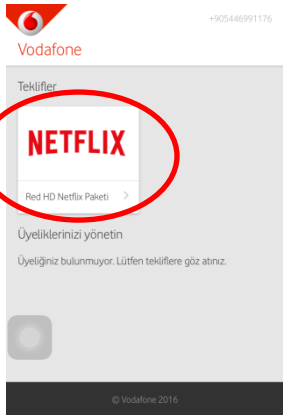 +905446991176
Vodafone
Teklifler
NETFLIX
Red HD Netflix Paketi
Üyeliklerinizi yönetin
Üyeliğiniz bulunmuyor. Lütfen tekliflere göz atınız.
© Vodafone 2016